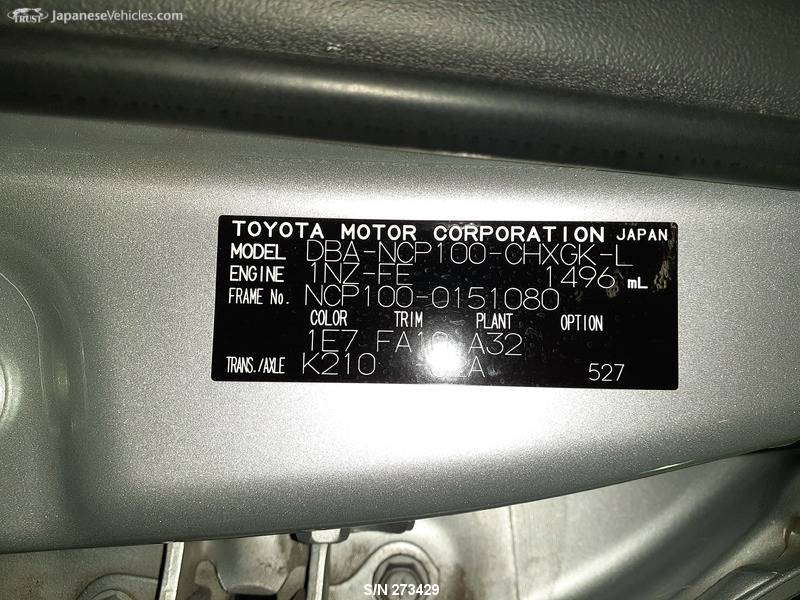 TRUST JapaneseVehicles.com
TOYOTA MOTOR CORPORATION JAPAN
MODEL DBA-NCP100-CHXGK-L
ENGINE 1NZ-FE 1496 mL
FRAME No. NCP100-0151080
COLOR TRIM PLANT OPTION
1E7 A32
TRANS./AXLE K210 527
S/N 273429